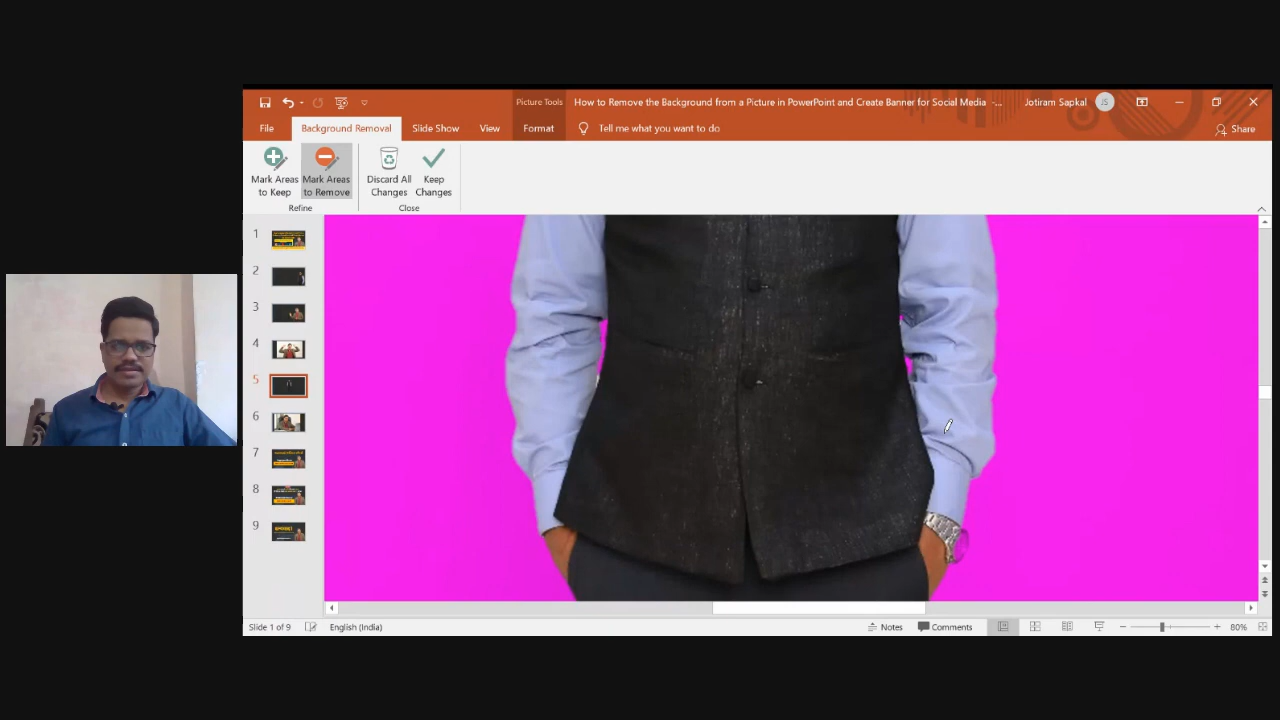 Picture Tools
How to Remove the Background from a Picture in PowerPoint and Create Banner for Social Media -...
Jotiram Sapkal
JS
File
Background Removal
Slide Show
View
Format
Tell me what you want to do
Share
Mark Areas
to Keep
Mark Areas
to Remove
Discard All
Changes
Keep
Changes
Refine
Close
1
2
3
4
5
6
7
8
9
Slide 1 of 9
English (India)
Notes
Comments
80%